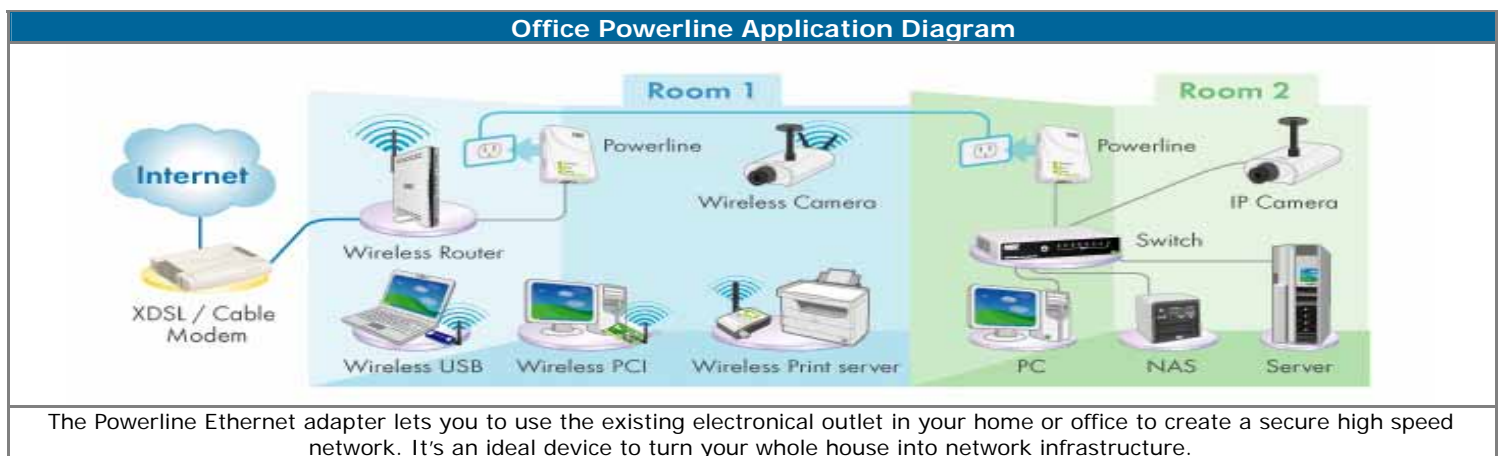 Office Powerline Application Diagram
Room 1
Room 2
Internet
Powerline
Powerline
Wireless Camera
IP Camera
Wireless Router
Switch
XDSL / Cable
Modem
Wireless USB
Wireless PCI
Wireless Print server
PC
NAS
Server
The Powerline Ethernet adapter lets you to use the existing electronical outlet in your home or office to create a secure high speed
network. It's an ideal device to turn your whole house into network infrastructure.